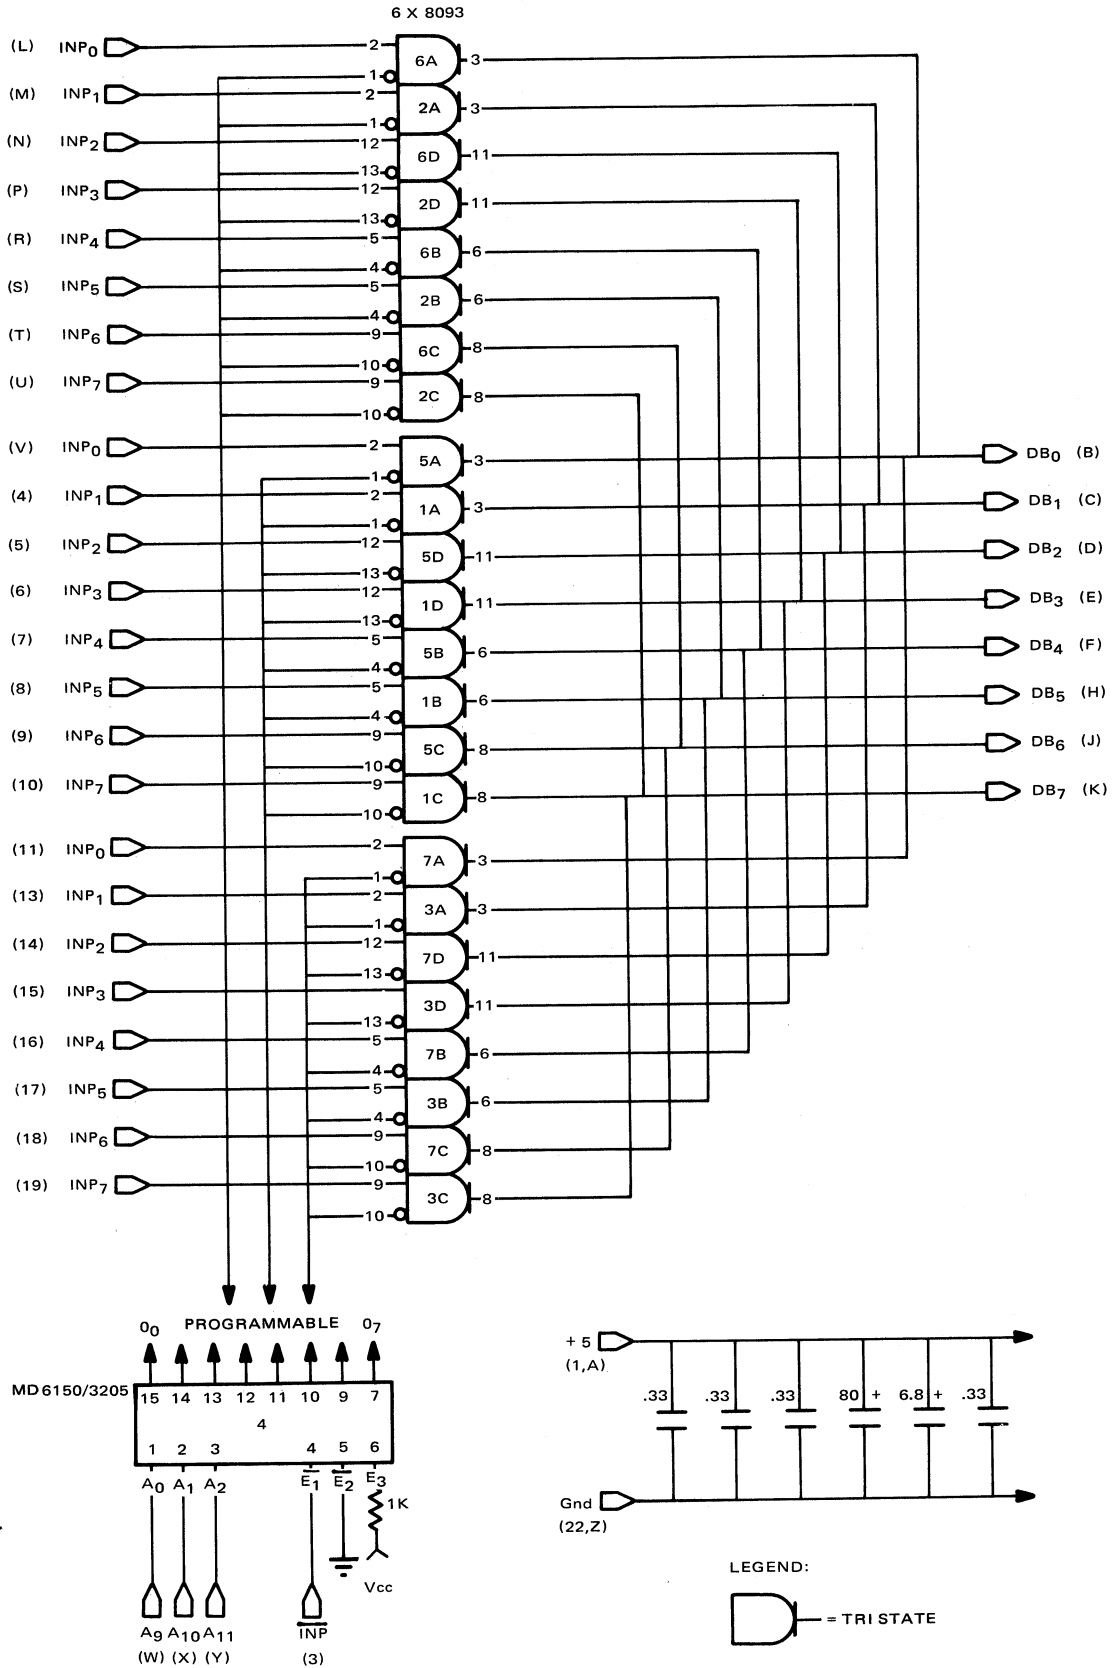 6 X 8093
(L) INP0 2 6A 3
1
(M) INP1 2 2A 3
1
(N) INP2 12 6D 11
13
(P) INP3 12 2D 11
13
(R) INP4 5 6B 6
4
(S) INP5 5 2B 6
4
(T) INP6 9 6C 8
10
(U) INP7 9 2C 8
10
(V) INP0 2 5A 3 DB0 (B)
1
(4) INP1 2 1A 3 DB1 (C)
1
(5) INP2 12 5D 11 DB2 (D)
13
(6) INP3 12 1D 11 DB3 (E)
13
(7) INP4 5 5B 6 DB4 (F)
4
(8) INP5 5 1B 6 DB5 (H)
4
(9) INP6 9 5C 8 DB6 (J)
10
(10) INP7 9 1C 8 DB7 (K)
10
(11) INP0 2 7A 3
1
(13) INP1 2 3A 3
1
(14) INP2 12 7D 11
13
(15) INP3 3D 11
13
(16) INP4 5 7B 6
4
(17) INP5 5 3B 6
4
(18) INP6 9 7C 8
10
(19) INP7 9 3C 8
10
O0 PROGRAMMABLE O7
MD6150/3205 15 14 13 12 11 10 9 7
4
1 2 3 4 5 6
A0 A1 A2 E̅1 E̅2 E3
1K
Vcc
A9 A10 A11 I̅N̅P̅
(W) (X) (Y) (3)
+ 5
(1,A)
.33 .33 .33 80 + 6.8 + .33
Gnd
(22,Z)
LEGEND:
= TRI STATE